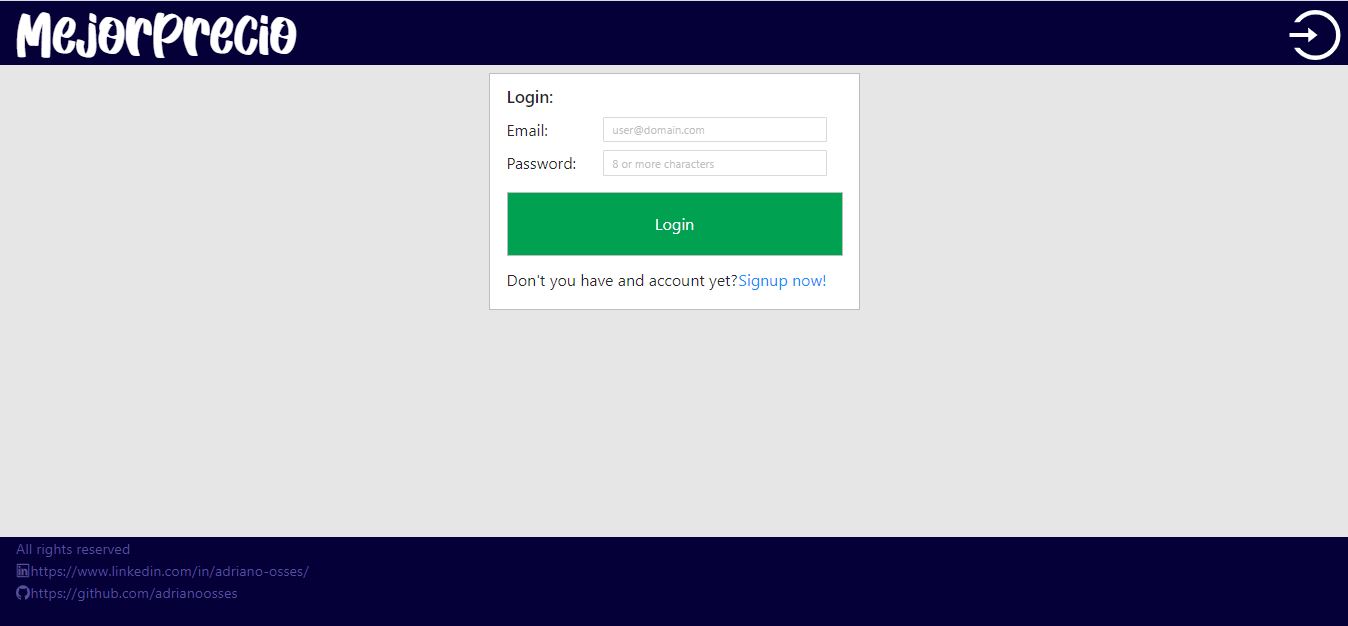 MejorPrecio
Login:
Email: user@domain.com
Password: 8 or more characters
Login
Don't you have and account yet?Signup now!
All rights reserved
https://www.linkedin.com/in/adriano-osses/
https://github.com/adrianoosses